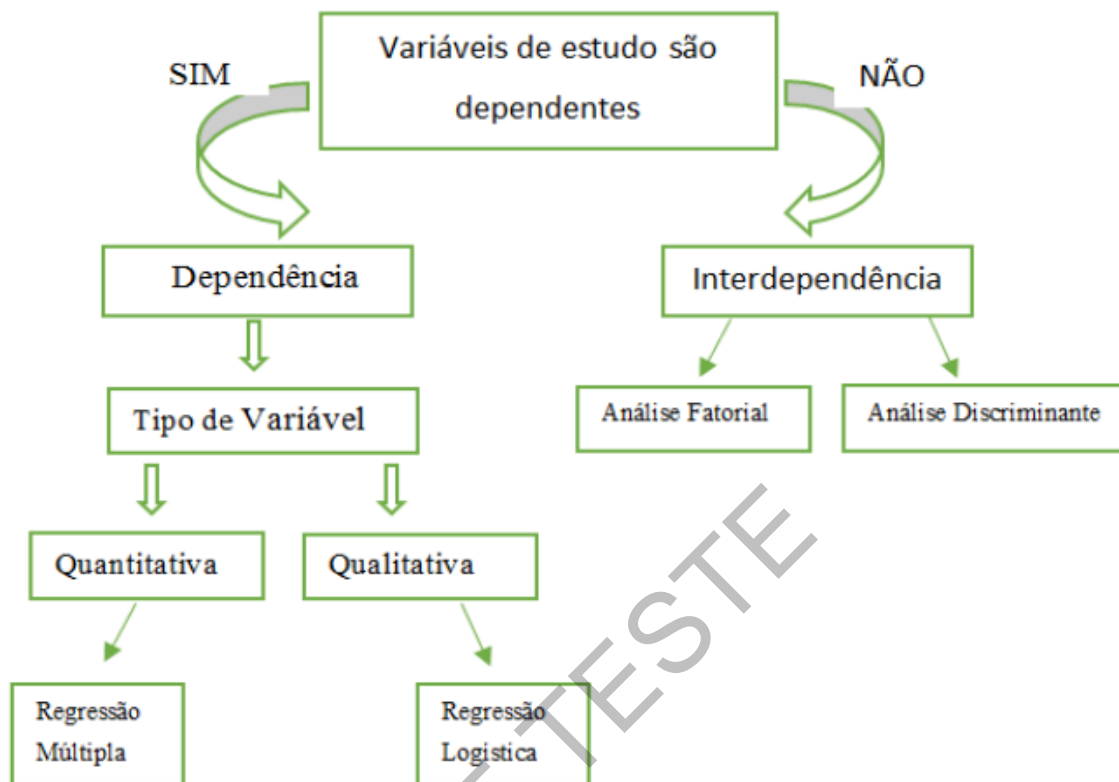 Variáveis de estudo são
dependentes
SIM
NÃO
Dependência
Interdependência
Tipo de Variável
Análise Fatorial
Análise Discriminante
Quantitativa
Qualitativa
Regressão
Múltipla
Regressão
Logística
TESTE